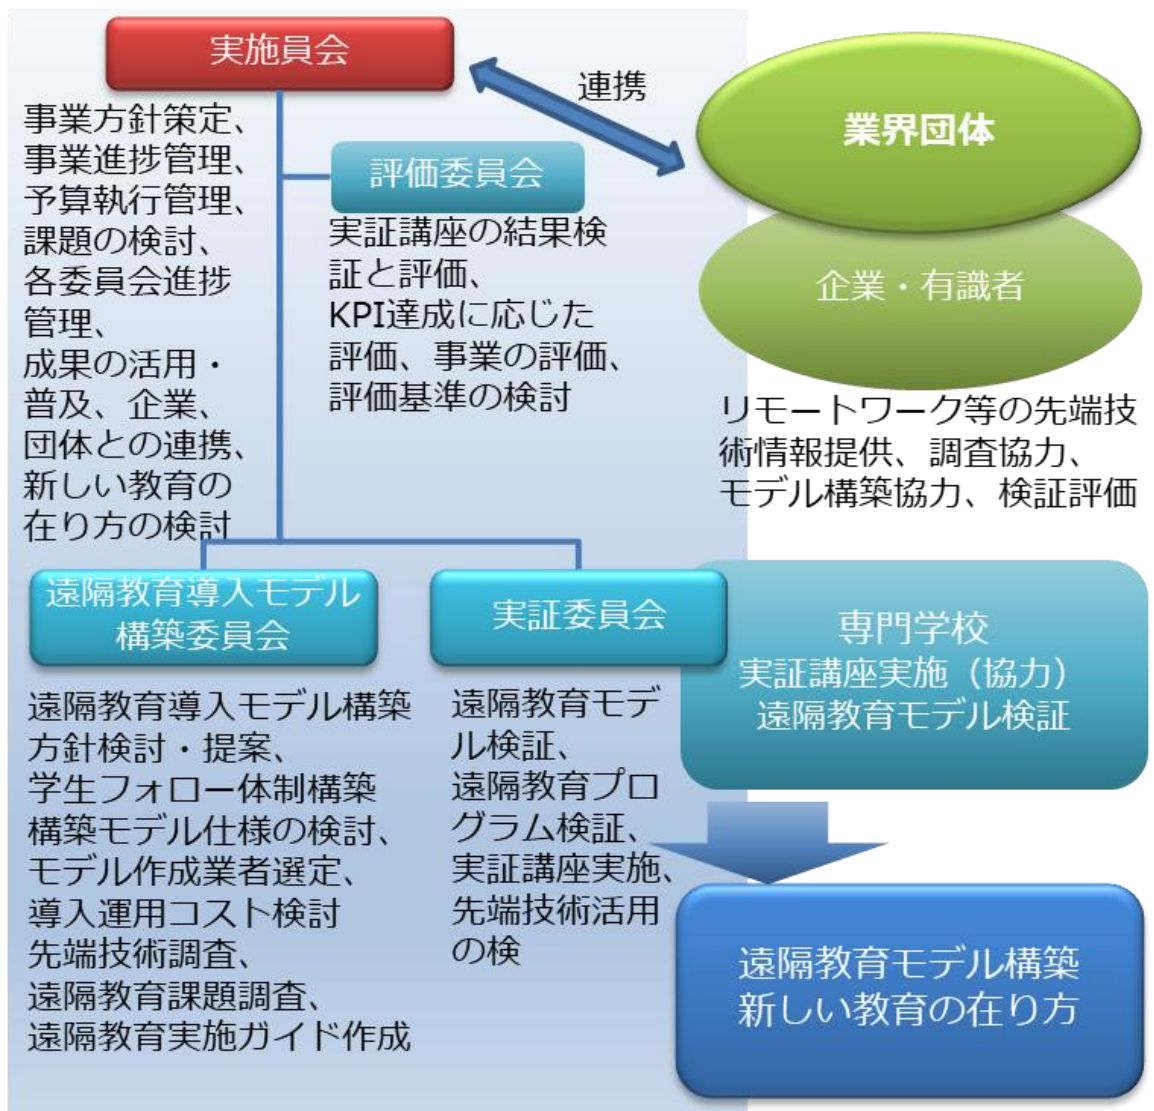 実施員会
事業方針策定、
事業進捗管理、
予算執行管理、
課題の検討、
各委員会進捗
管理、
成果の活用・
普及、企業、
団体との連携、
新しい教育の
在り方の検討
連携
評価委員会
実証講座の結果検
証と評価、
KPI達成に応じた
評価、事業の評価、
評価基準の検討
業界団体
企業・有識者
リモートワーク等の先端技
術情報提供、調査協力、
モデル構築協力、検証評価
遠隔教育導入モデル
構築委員会
遠隔教育導入モデル構築
方針検討・提案、
学生フォロー体制構築
構築モデル仕様の検討、
モデル作成業者選定、
導入運用コスト検討
先端技術調査、
遠隔教育課題調査、
遠隔教育実施ガイド作成
実証委員会
遠隔教育モデ
ル検証、
遠隔教育プロ
グラム検証、
実証講座実施、
先端技術活用
の検
専門学校
実証講座実施（協力）
遠隔教育モデル検証
遠隔教育モデル構築
新しい教育の在り方